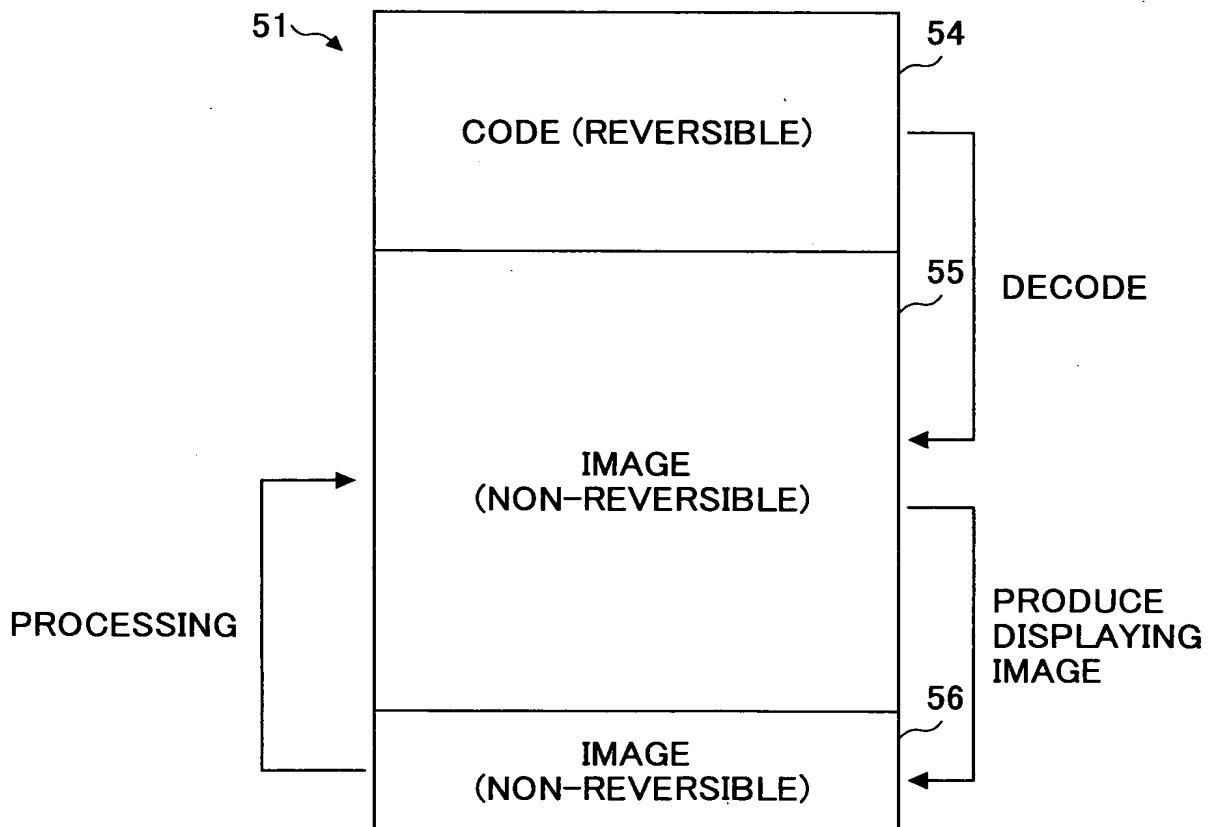 51
54
CODE (REVERSIBLE)
55
DECODE
IMAGE
(NON-REVERSIBLE)
PROCESSING
PRODUCE
DISPLAYING
IMAGE
56
IMAGE
(NON-REVERSIBLE)